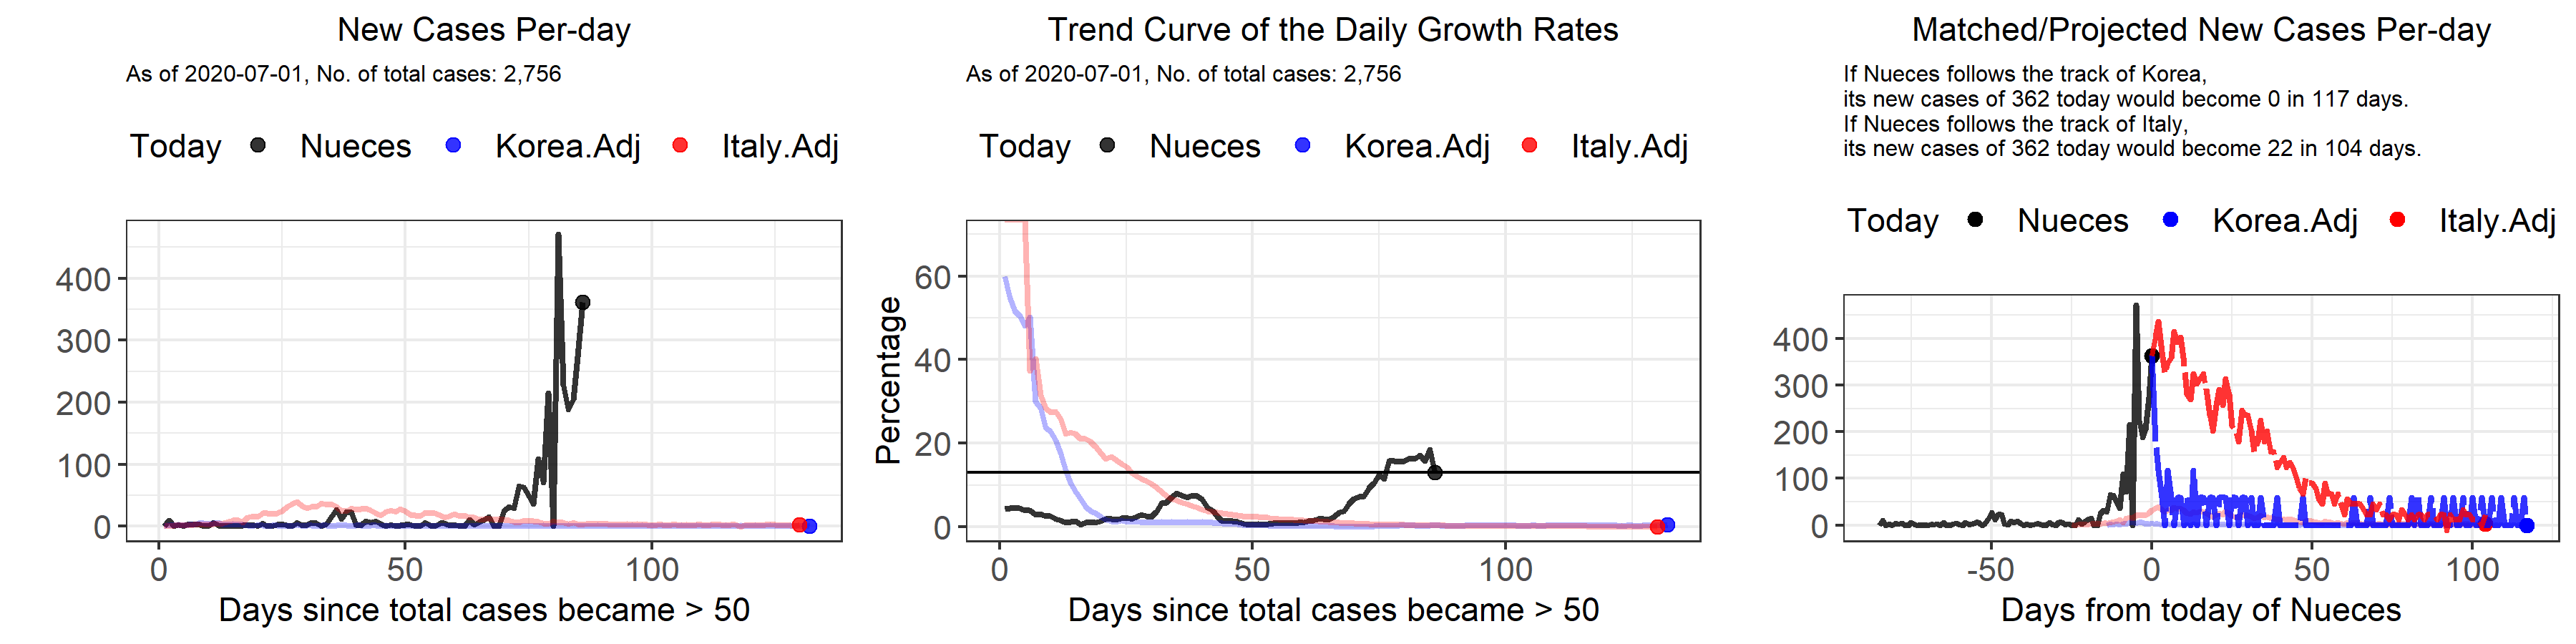 New Cases Per-day
As of 2020-07-01, No. of total cases: 2,756
Today Nueces Korea.Adj Italy.Adj
400
300
200
100
0
0 50 100
Days since total cases became > 50
Trend Curve of the Daily Growth Rates
As of 2020-07-01, No. of total cases: 2,756
Today Nueces Korea.Adj Italy.Adj
Percentage
60
40
20
0
0 50 100
Days since total cases became > 50
Matched/Projected New Cases Per-day
If Nueces follows the track of Korea,
its new cases of 362 today would become 0 in 117 days.
If Nueces follows the track of Italy,
its new cases of 362 today would become 22 in 104 days.
Today Nueces Korea.Adj Italy.Adj
400
300
200
100
0
-50 0 50 100
Days from today of Nueces